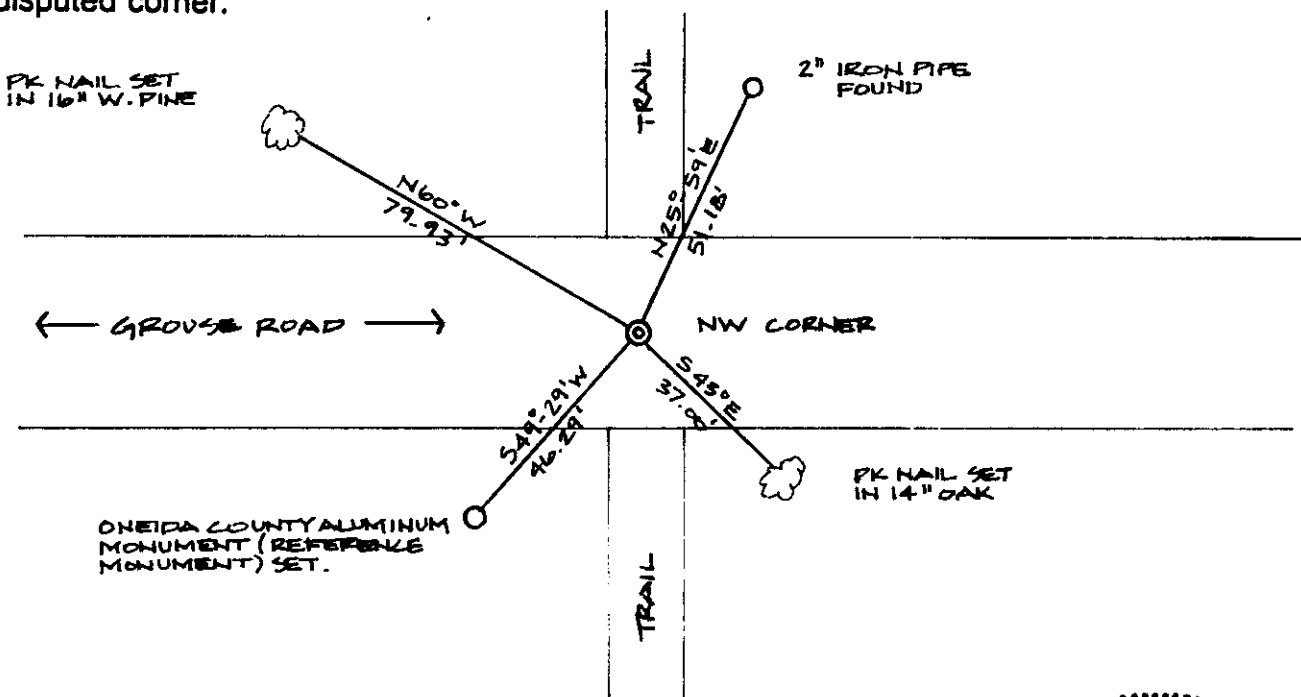 disputed corner.
PK NAIL SET
IN 16" W. PINE
TRAIL
2" IRON PIPE
FOUND
N60° W
79.93'
N25°-59'E
51.18'
← GROUSE ROAD →
NW CORNER
S49°-29'W
46.29'
S45°E
37.00'
PK NAIL SET
IN 14" OAK
ONEIDA COUNTY ALUMINUM
MONUMENT (REFERENCE
MONUMENT) SET.
TRAIL